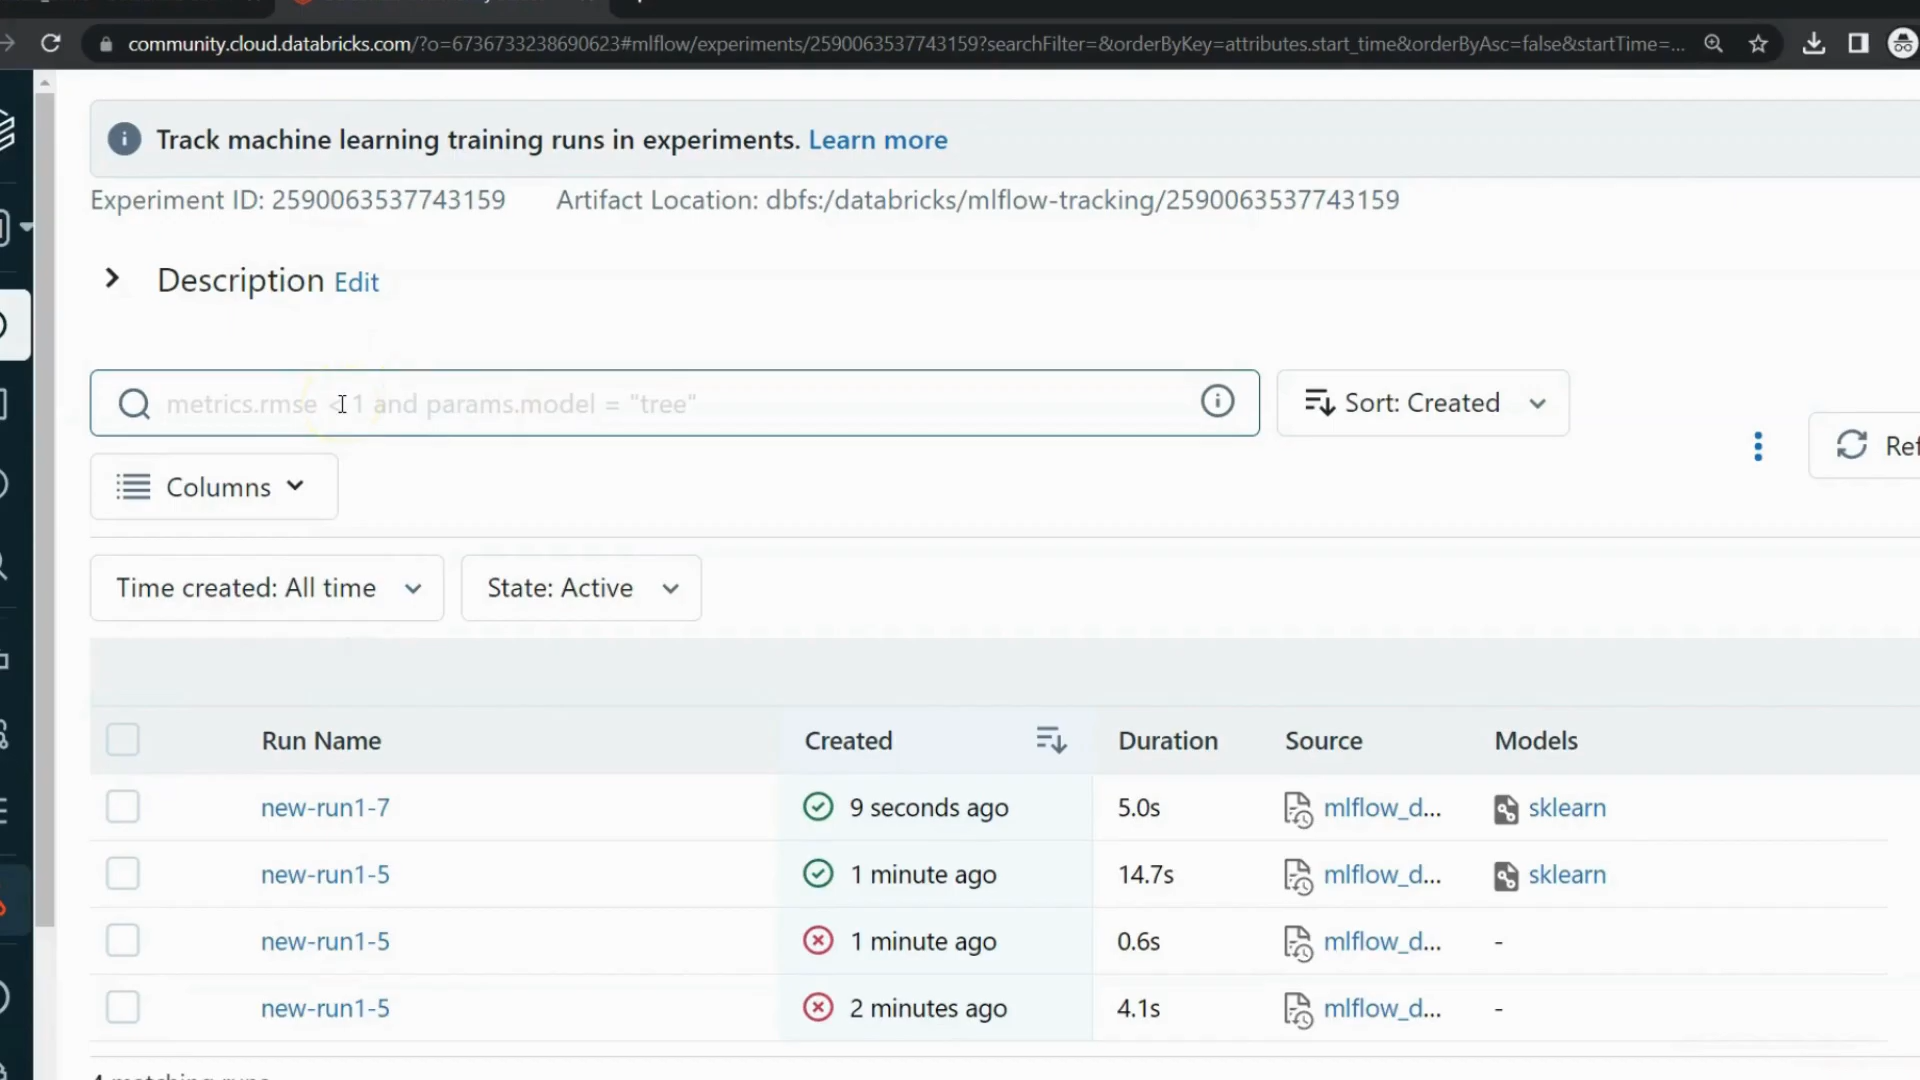 community.cloud.databricks.com/?o=6736733238690623#mlflow/experiments/2590063537743159?searchFilter=&orderByKey=attributes.start_time&orderByAsc=false&startTime=...
Track machine learning training runs in experiments. Learn more
Experiment ID: 2590063537743159 Artifact Location: dbfs:/databricks/mlflow-tracking/2590063537743159
Description Edit
metrics.rmse < 1 and params.model = "tree"
Sort: Created
Ref
Columns
Time created: All time State: Active
Run Name Created Duration Source Models
new-run1-7 9 seconds ago 5.0s mlflow_d... sklearn
new-run1-5 1 minute ago 14.7s mlflow_d... sklearn
new-run1-5 1 minute ago 0.6s mlflow_d... -
new-run1-5 2 minutes ago 4.1s mlflow_d... -
4 matching runs